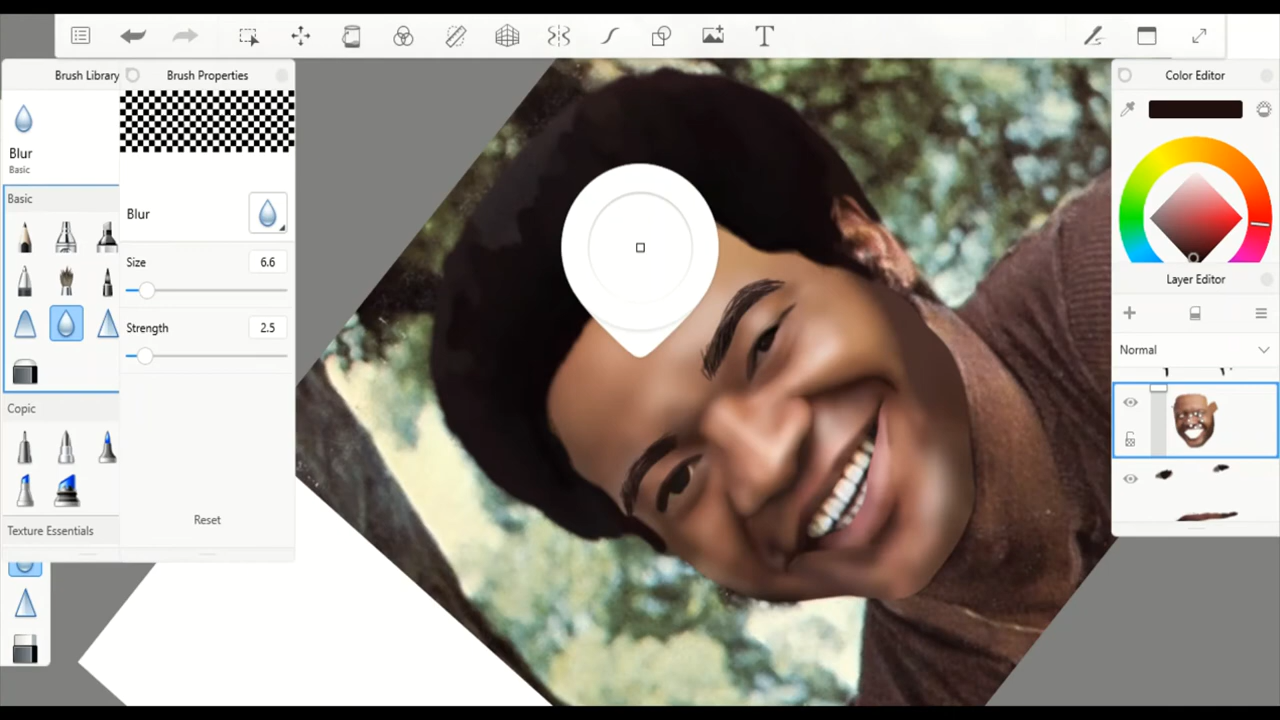 T
Brush Library
Brush Properties
Blur
Basic
Basic
Blur
Size
6.6
Strength
2.5
Copic
Reset
Texture Essentials
Color Editor
Layer Editor
Normal